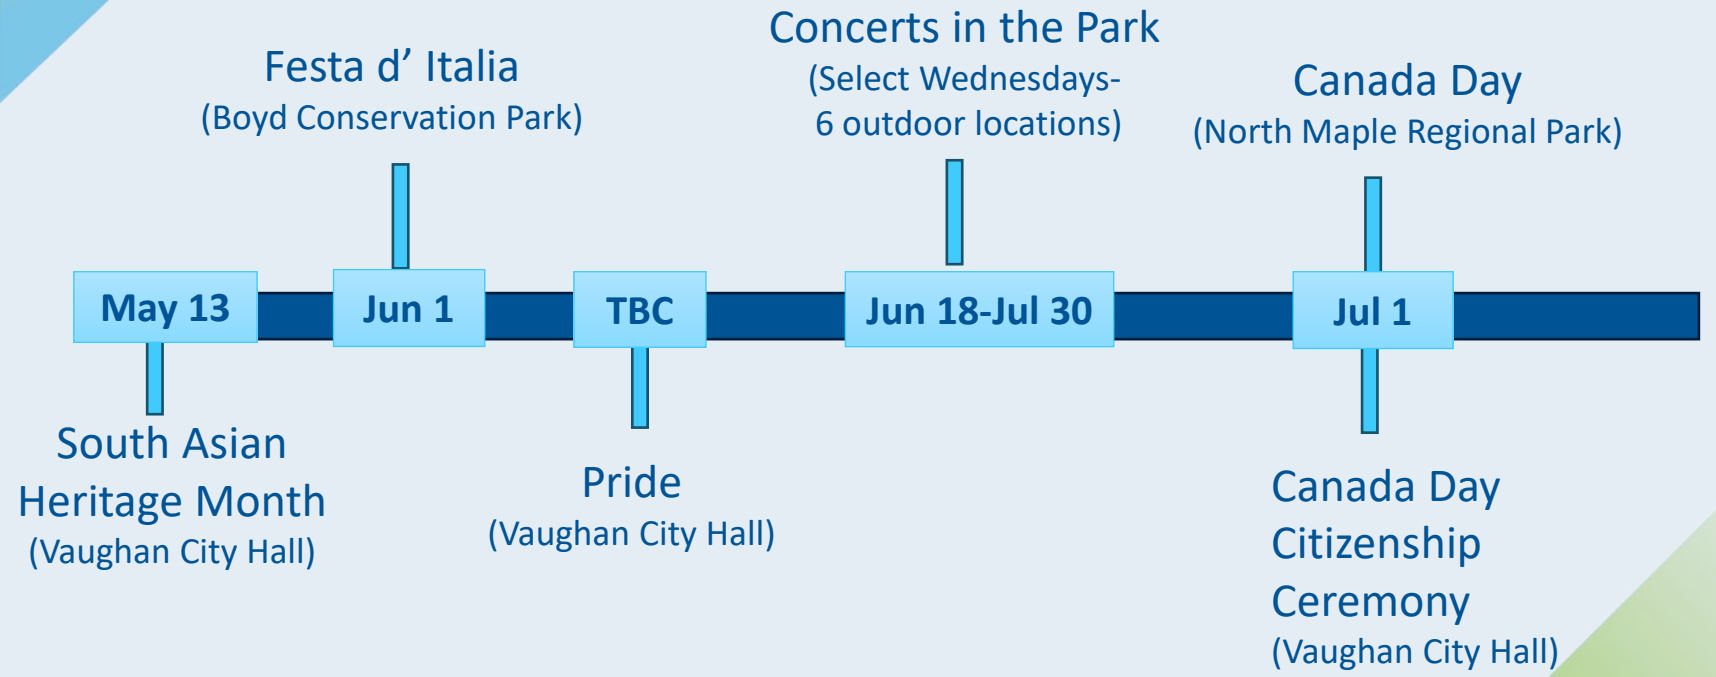 Festa d’ Italia
(Boyd Conservation Park)
Concerts in the Park
(Select Wednesdays-
6 outdoor locations)
Canada Day
(North Maple Regional Park)
May 13
Jun 1
TBC
Jun 18-Jul 30
Jul 1
South Asian
Heritage Month
(Vaughan City Hall)
Pride
(Vaughan City Hall)
Canada Day
Citizenship
Ceremony
(Vaughan City Hall)